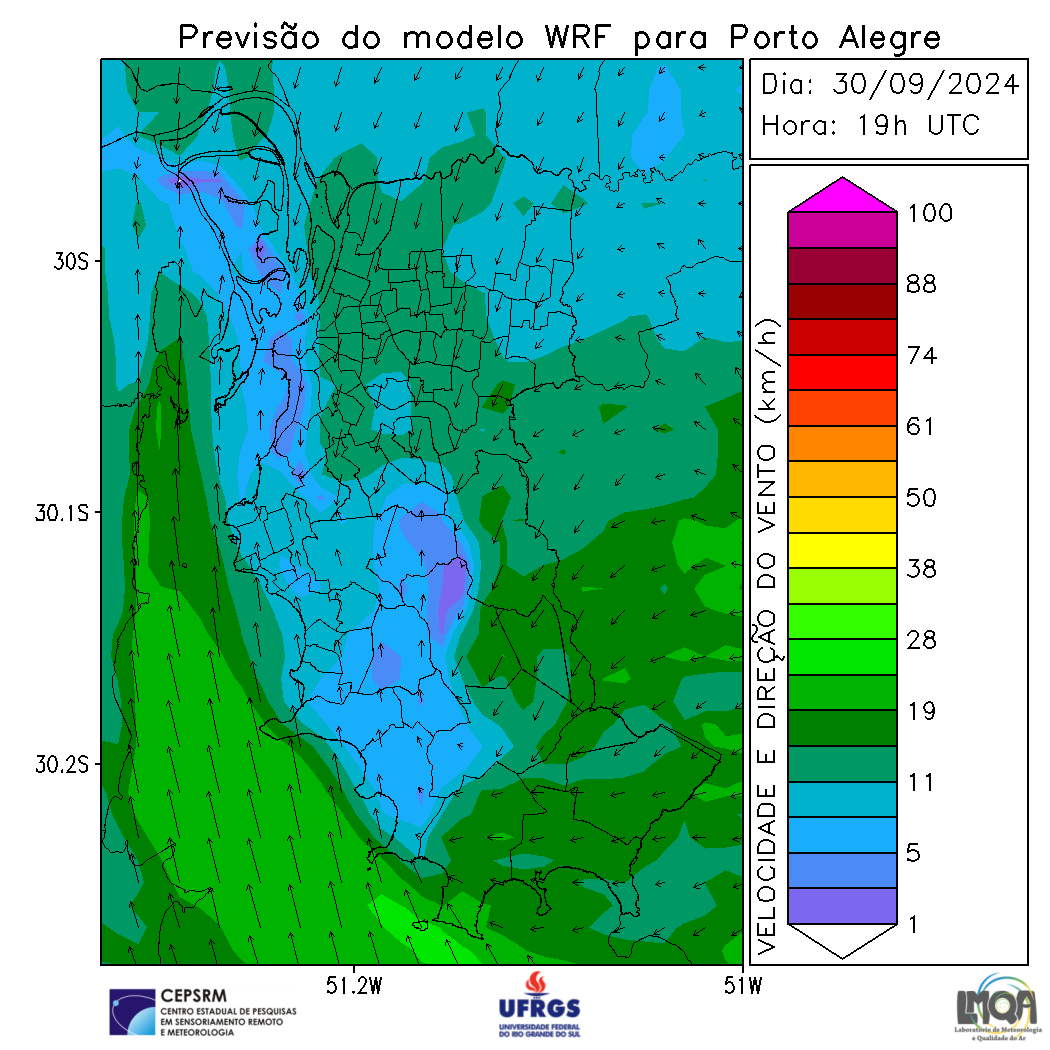 Previsão do modelo WRF para Porto Alegre
Dia: 30/09/2024
Hora: 19h UTC
30S
30.1S
30.2S
51.2W
51W
VELOCIDADE E DIREÇÃO DO VENTO (km/h)
100
88
74
61
50
38
28
19
11
5
1
CEPSRM
CENTRO ESTADUAL DE PESQUISAS
EM SENSORIAMENTO REMOTO
E METEOROLOGIA
UFRGS
UNIVERSIDADE FEDERAL
DO RIO GRANDE DO SUL
LMQA
Laboratório de Meteorologia
e Qualidade do Ar